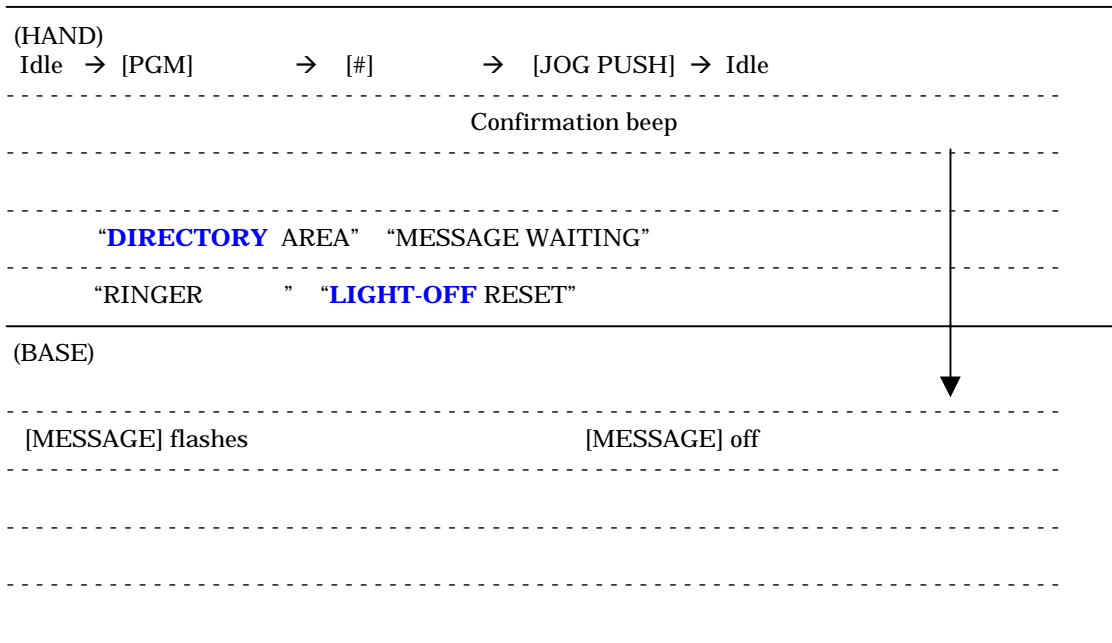 (HAND)
Idle → [PGM] → [#] → [JOG PUSH] → Idle
Confirmation beep
“DIRECTORY AREA” “MESSAGE WAITING”
“RINGER ” “LIGHT-OFF RESET”
(BASE)
[MESSAGE] flashes [MESSAGE] off